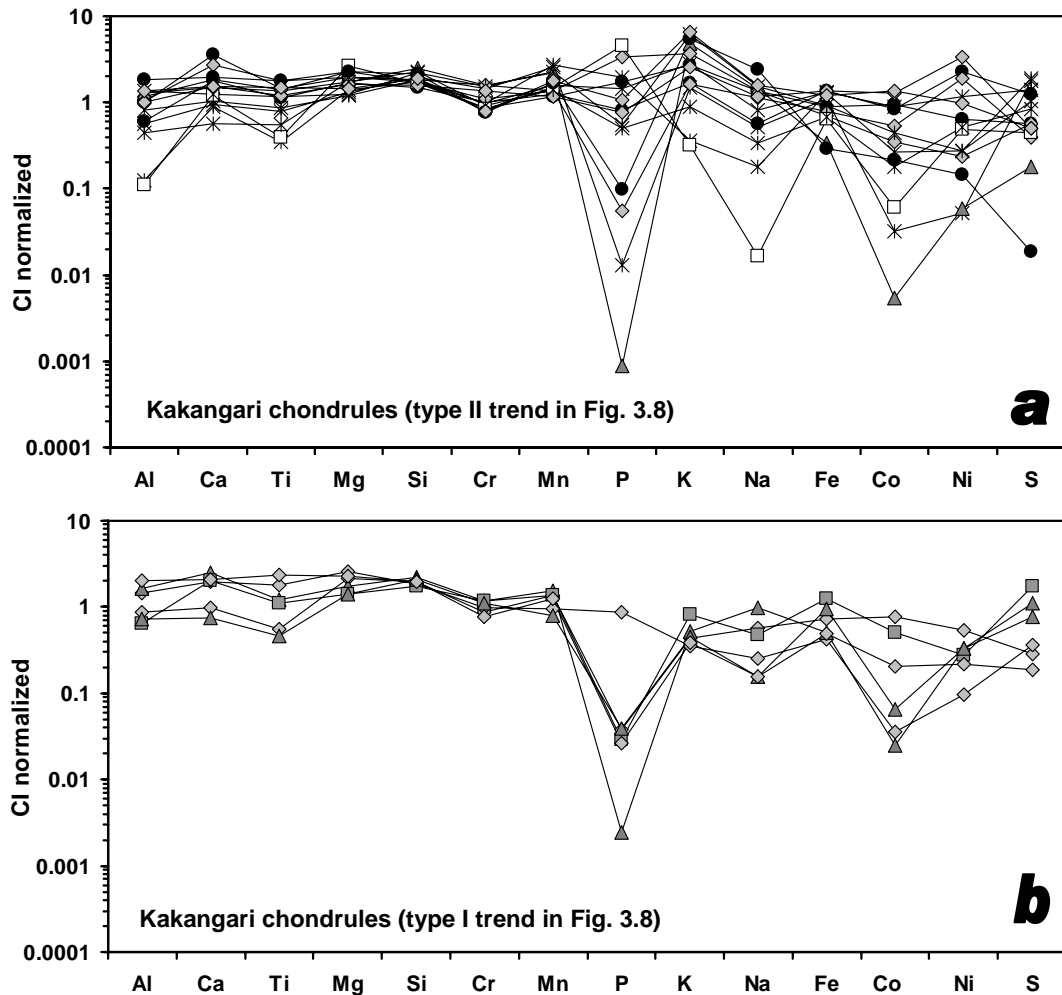 10
1
0.1
0.01
0.001
0.0001
CI normalized
Kakangari chondrules (type II trend in Fig. 3.8)
a
Al Ca Ti Mg Si Cr Mn P K Na Fe Co Ni S
10
1
0.1
0.01
0.001
0.0001
CI normalized
Kakangari chondrules (type I trend in Fig. 3.8)
b
Al Ca Ti Mg Si Cr Mn P K Na Fe Co Ni S